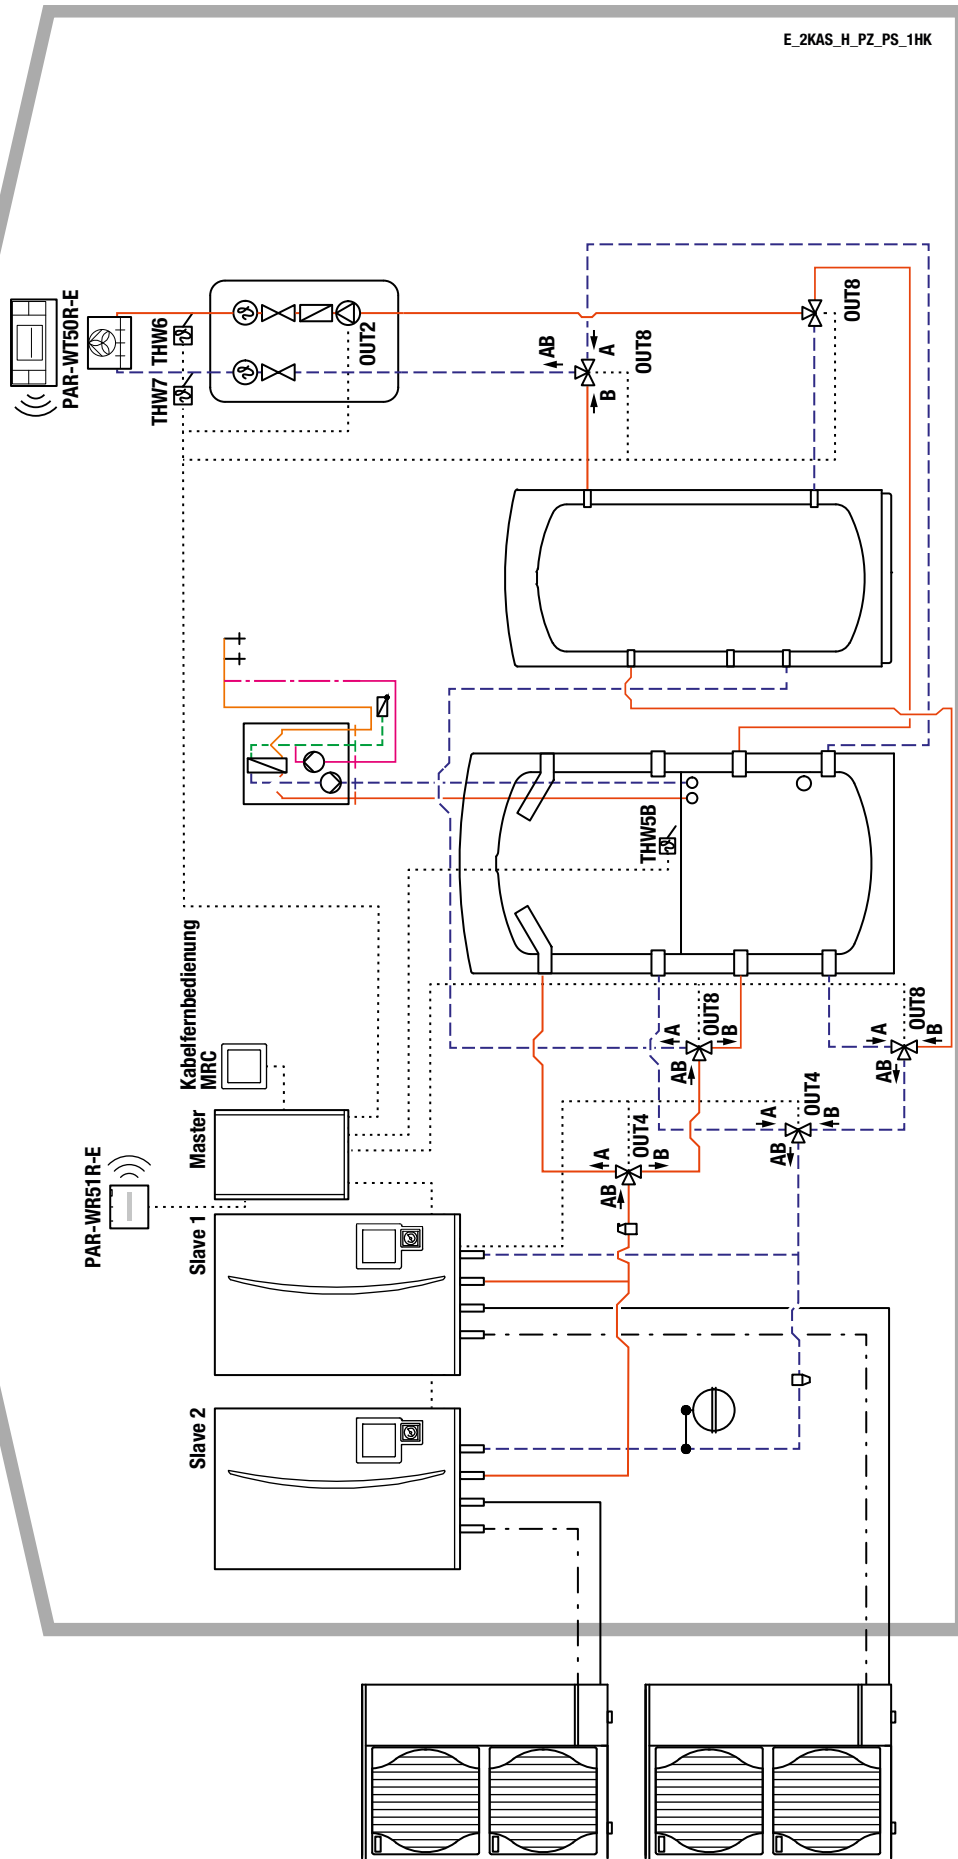 E_2KAS_H_PZ_PS_1HK
PAR-WT50R-E
THW7
THW6
OUT2
AB
A
B
OUT8
OUT8
THW5B
Kabelfernbedienung
MRC
Master
PAR-WR51R-E
Slave 1
Slave 2
A
OUT8
B
AB
A
OUT8
B
AB
A
OUT4
B
AB
A
OUT4
B
AB